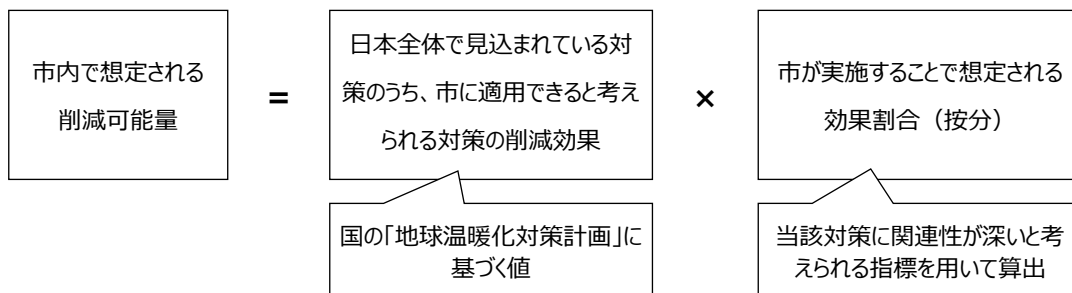 市内で想定される
削減可能量
=
日本全体で見込まれている対
策のうち、市に適用できると考え
られる対策の削減効果
×
市が実施することで想定される
効果割合（按分）
国の「地球温暖化対策計画」に
基づく値
当該対策に関連性が深いと考
えられる指標を用いて算出